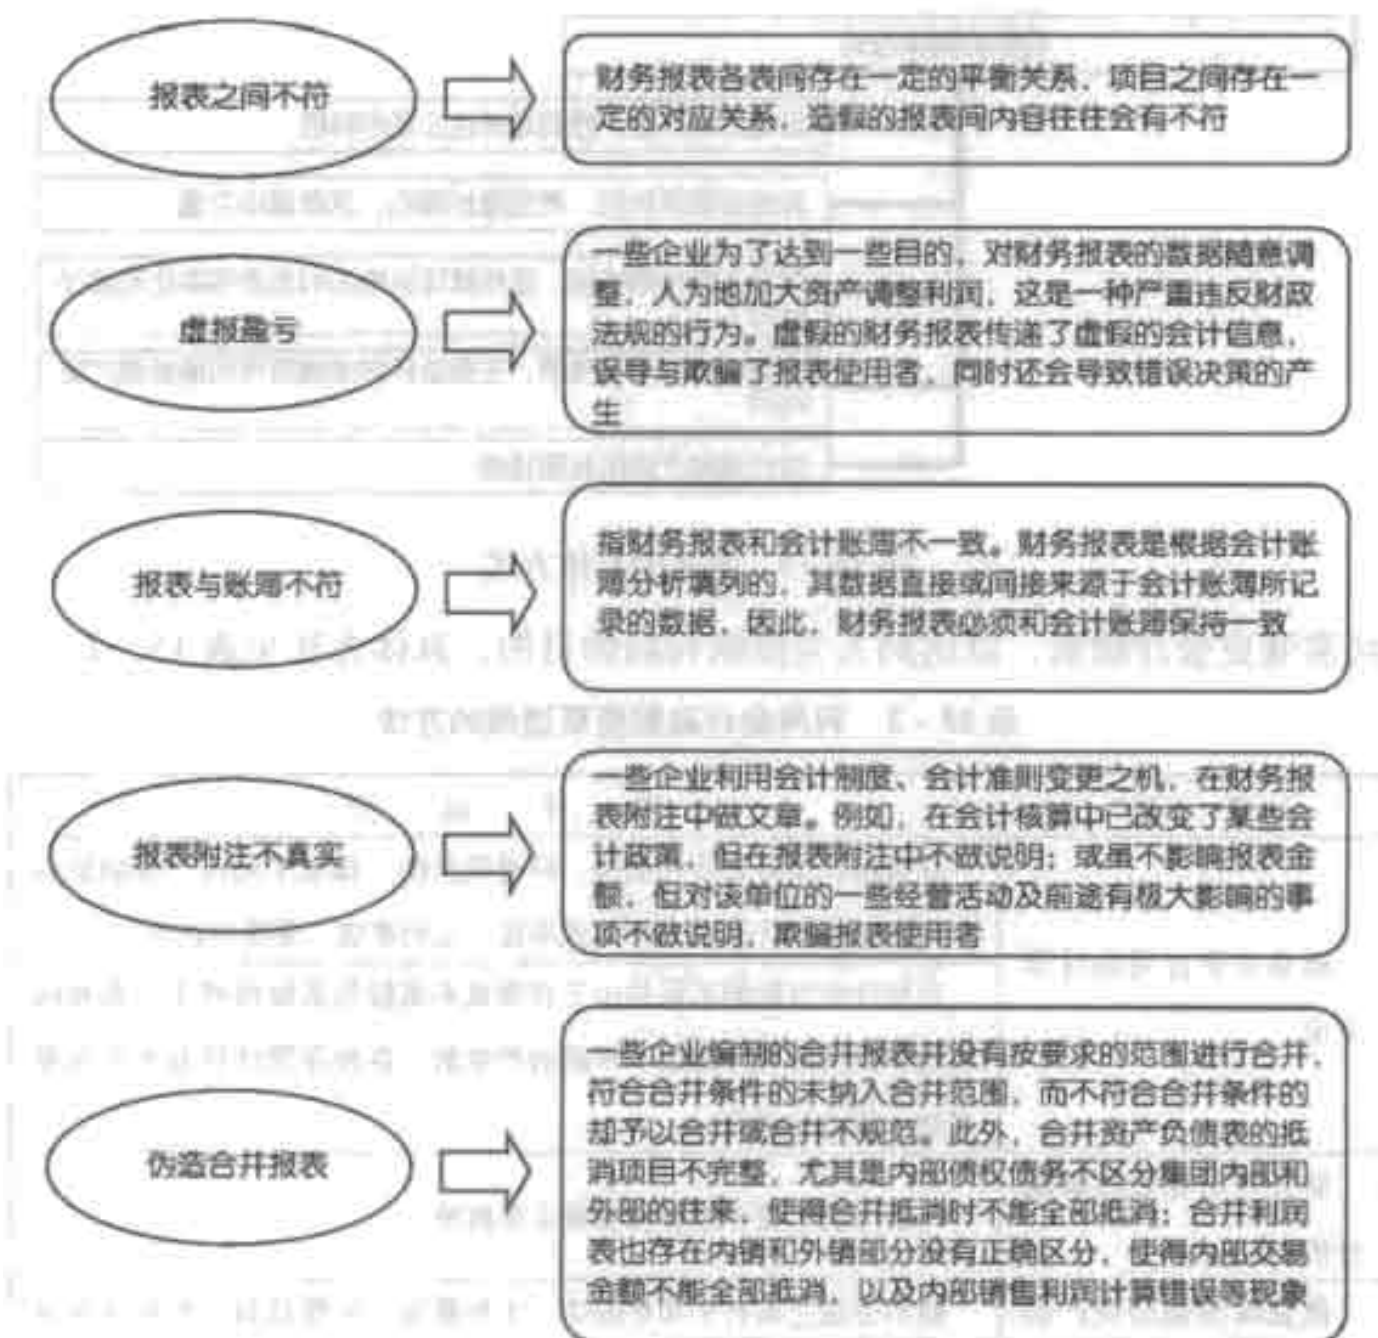 报表之间不符
财务报表各表间存在一定的平衡关系，项目之间存在一
定的对应关系，造假的报表间内容往往会有不符
虚报盈亏
一些企业为了达到一些目的，对财务报表的数据随意调
整，人为地加大资产调整利润，这是一种严重违反财政
法规的行为。虚假的财务报表传递了虚假的会计信息，
误导与欺骗了报表使用者，同时还会导致错误决策的产
生
报表与账簿不符
指财务报表和会计账簿不一致。财务报表是根据会计账
簿分析填列的，其数据直接或间接来源于会计账簿所记
录的数据，因此，财务报表必须和会计账簿保持一致
报表附注不真实
一些企业利用会计制度、会计准则变更之机，在财务报
表附注中做文章。例如，在会计核算中已改变了某些会
计政策，但在报表附注中不做说明；或虽不影响报表金
额，但对该单位的一些经营活动及前途有极大影响的事
项不做说明，欺骗报表使用者
伪造合并报表
一些企业编制的合并报表并没有按要求的范围进行合并，
符合合并条件的未纳入合并范围，而不符合合并条件的
却予以合并或合并不规范。此外，合并资产负债表的抵
消项目不完整，尤其是内部债权债务不区分集团内部和
外部的往来，使得合并抵消时不能全部抵消；合并利润
表也存在内销和外销部分没有正确区分，使得内部交易
金额不能全部抵消，以及内部销售利润计算错误等现象